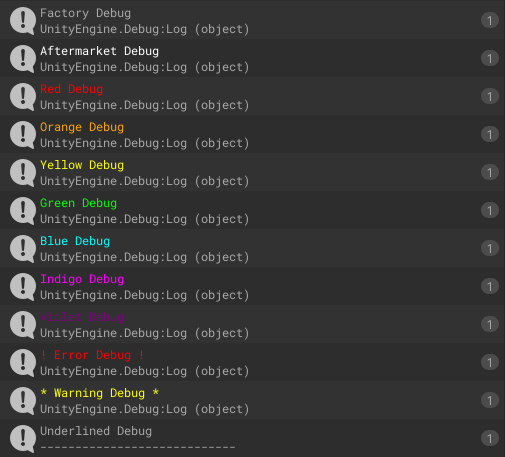 Factory Debug
UnityEngine.Debug:Log (object)
1
Aftermarket Debug
UnityEngine.Debug:Log (object)
1
Red Debug
UnityEngine.Debug:Log (object)
1
Orange Debug
UnityEngine.Debug:Log (object)
1
Yellow Debug
UnityEngine.Debug:Log (object)
1
Green Debug
UnityEngine.Debug:Log (object)
1
Blue Debug
UnityEngine.Debug:Log (object)
1
Indigo Debug
UnityEngine.Debug:Log (object)
1
Violet Debug
UnityEngine.Debug:Log (object)
1
! Error Debug !
UnityEngine.Debug:Log (object)
1
* Warning Debug *
UnityEngine.Debug:Log (object)
1
Underlined Debug
----------------------------
1